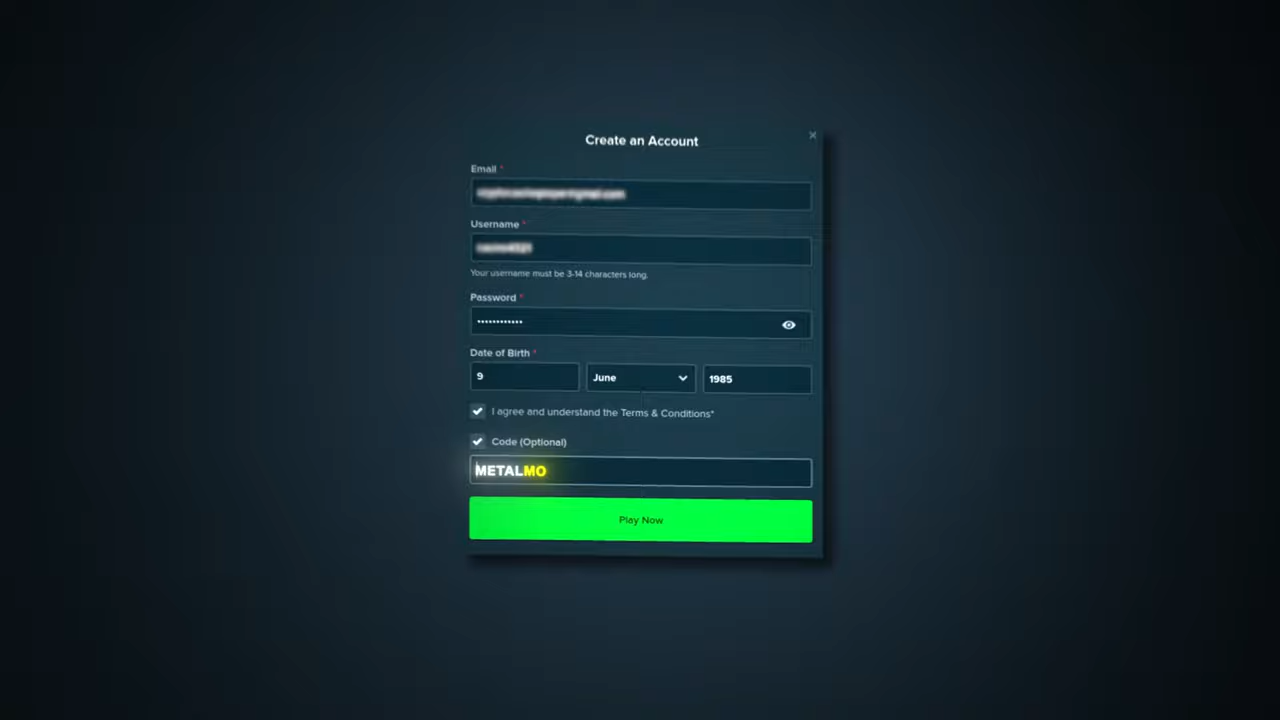 Create an Account
Email *
Username *
Your username must be 3-14 characters long.
Password *
••••••••••••
Date of Birth *
9 June 1985
I agree and understand the Terms & Conditions*
Code (Optional)
METALMO
Play Now